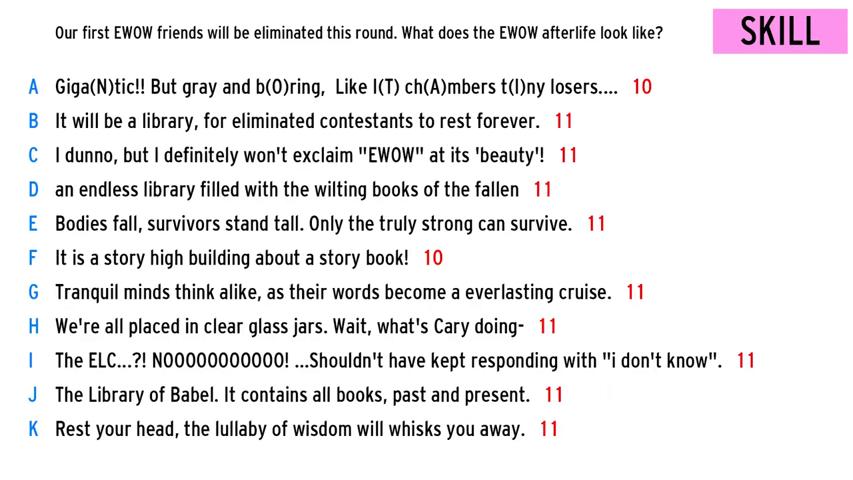 Our first EWOW friends will be eliminated this round. What does the EWOW afterlife look like?
SKILL
A Giga(N)tic!! But gray and b(O)ring, Like I(T) ch(A)mbers t(I)ny losers.... 10
B It will be a library, for eliminated contestants to rest forever. 11
C I dunno, but I definitely won't exclaim "EWOW" at its 'beauty'! 11
D an endless library filled with the wilting books of the fallen 11
E Bodies fall, survivors stand tall. Only the truly strong can survive. 11
F It is a story high building about a story book! 10
G Tranquil minds think alike, as their words become a everlasting cruise. 11
H We're all placed in clear glass jars. Wait, what's Cary doing- 11
I The ELC...?! NOOOOOOOOOOO! ...Shouldn't have kept responding with "i don't know". 11
J The Library of Babel. It contains all books, past and present. 11
K Rest your head, the lullaby of wisdom will whisks you away. 11